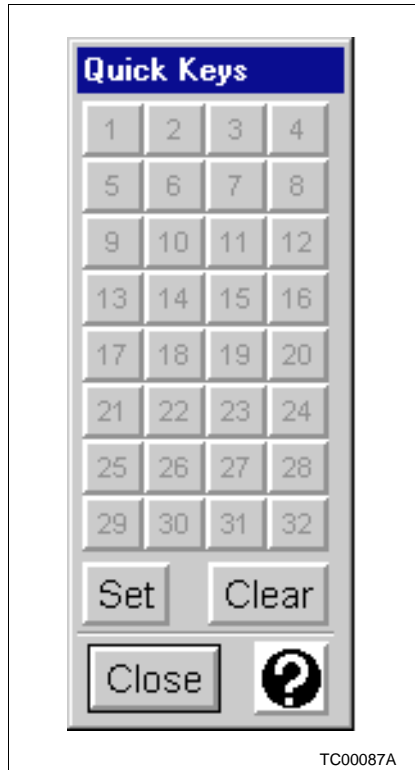 Quick Keys
1 2 3 4
5 6 7 8
9 10 11 12
13 14 15 16
17 18 19 20
21 22 23 24
25 26 27 28
29 30 31 32
Set Clear
Close ?
TC00087A